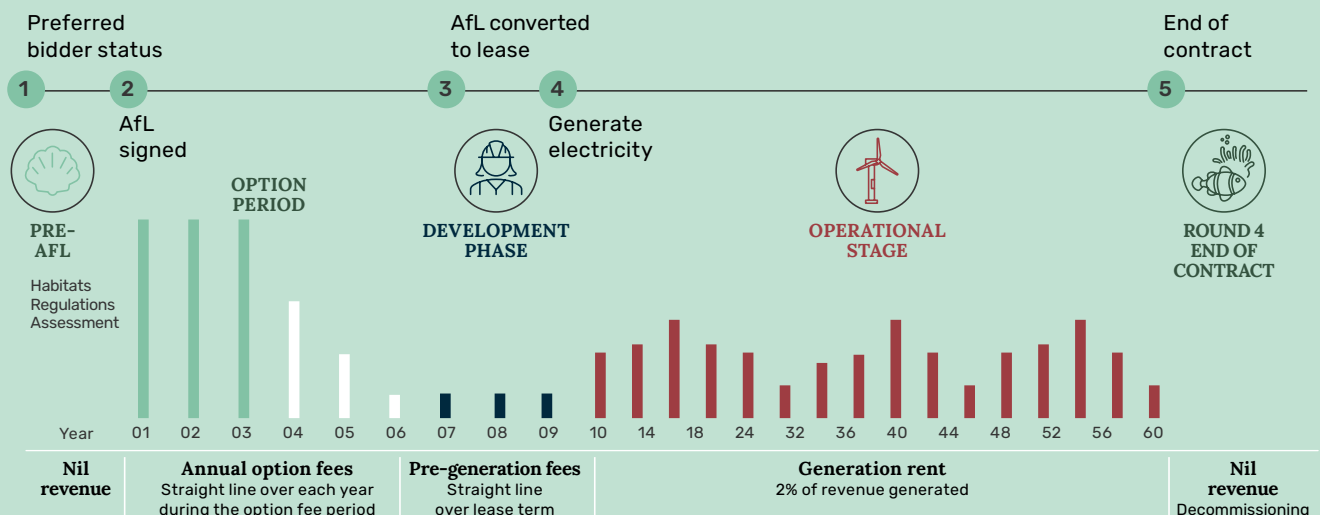 Preferred
bidder status
AfL converted
to lease
End of
contract
1
2
3
4
5
AfL
signed
Generate
electricity
OPTION
PERIOD
PRE-
AFL
DEVELOPMENT
PHASE
OPERATIONAL
STAGE
ROUND 4
END OF
CONTRACT
Habitats
Regulations
Assessment
Year 01 02 03 04 05 06 07 08 09 10 14 18 24 32 36 40 44 48 52 56 60
Nil
revenue
Annual option fees
Straight line over each year
during the option fee period
Pre-generation fees
Straight line
over lease term
Generation rent
2% of revenue generated
Nil
revenue
Decommissioning